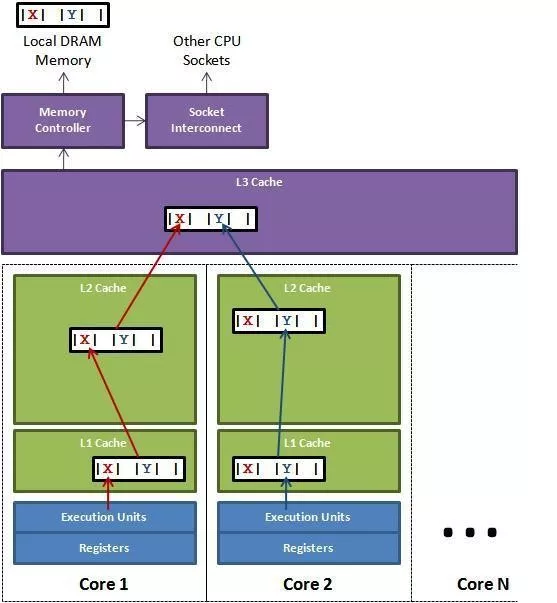 |X| |Y| |
Local DRAM
Memory
Other CPU
Sockets
Memory
Controller
Socket
Interconnect
L3 Cache
|X| |Y| |
L2 Cache
|X| |Y| |
L2 Cache
|X| |Y| |
L1 Cache
|X| |Y| |
L1 Cache
|X| |Y| |
Execution Units
Registers
Execution Units
Registers
...
Core 1
Core 2
Core N